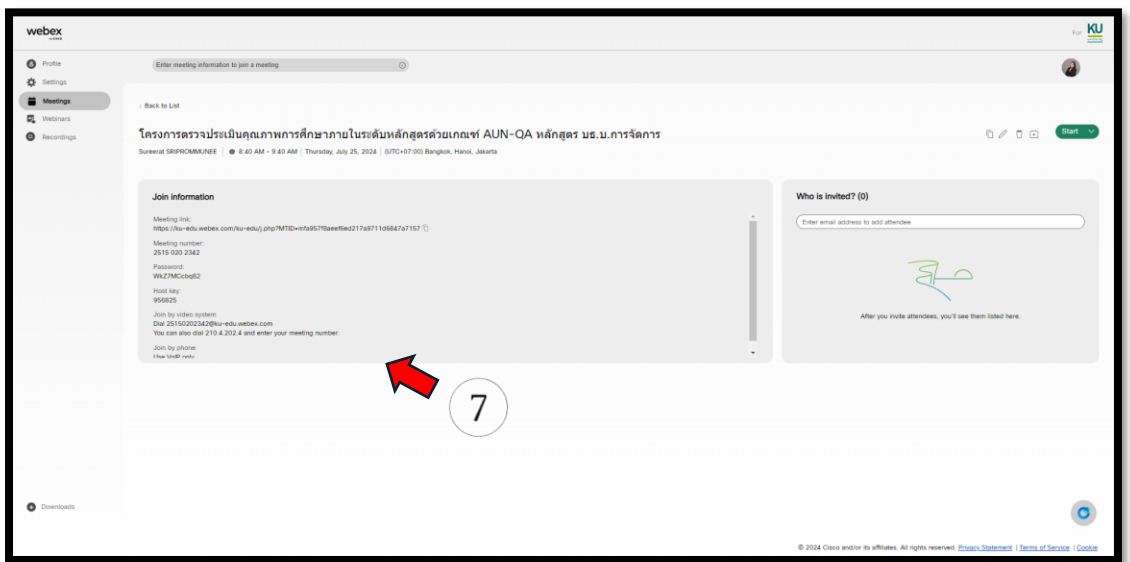 webex
by CISCO
For KU
Profile
Settings
Meetings
Webinars
Recordings
Downloads
Enter meeting information to join a meeting
‹ Back to List
โครงการตรวจประเมินคุณภาพการศึกษาภายในระดับหลักสูตรด้วยเกณฑ์ AUN-QA หลักสูตร บธ.บ.การจัดการ
Start
Sureerat SRIPROMMUNEE | 8:40 AM - 9:40 AM | Thursday, July 25, 2024 | (UTC+07:00) Bangkok, Hanoi, Jakarta
Join information
Meeting link:
https://ku-edu.webex.com/ku-edu/j.php?MTID=mfa957f8aeef6ed217a9711d6847a7157
Meeting number:
2515 020 2342
Password:
WkZ7MCcbq82
Host key:
956825
Join by video system
Dial 25150202342@ku-edu.webex.com
You can also dial 210.4.202.4 and enter your meeting number.
Join by phone
Use VoIP only
Who is invited? (0)
Enter email address to add attendee
After you invite attendees, you'll see them listed here.
7
© 2024 Cisco and/or its affiliates. All rights reserved. Privacy Statement | Terms of Service | Cookie